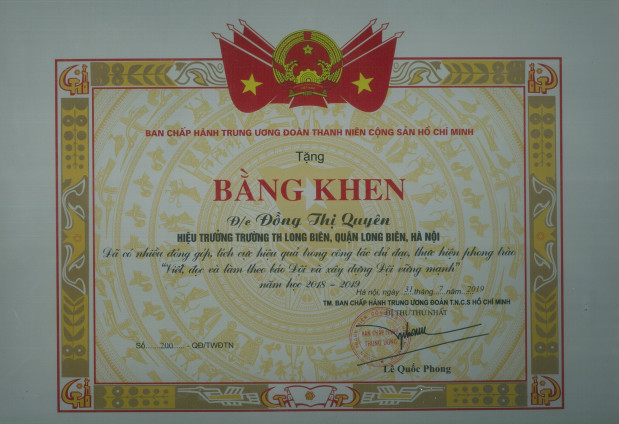 BAN CHẤP HÀNH TRUNG ƯƠNG ĐOÀN THANH NIÊN CỘNG SẢN HỒ CHÍ MINH
Tặng
BẰNG KHEN
Đ/c Đồng Thị Quyên
HIỆU TRƯỞNG TRƯỜNG TH LONG BIÊN, QUẬN LONG BIÊN, HÀ NỘI
Đã có nhiều đóng góp, tích cực hiệu quả trong công tác chỉ đạo, thực hiện phong trào
"Viết, đọc và làm theo báo Đội và xây dựng Đội vững mạnh"
năm học 2018 - 2019
Hà nội, ngày 11 tháng 7 năm 2019
TM. BAN CHẤP HÀNH TRUNG ƯƠNG ĐOÀN T.N.C.S HỒ CHÍ MINH
BÍ THƯ THỨ NHẤT
Số......200..... - QĐ/TWĐTN
Lê Quốc Phong